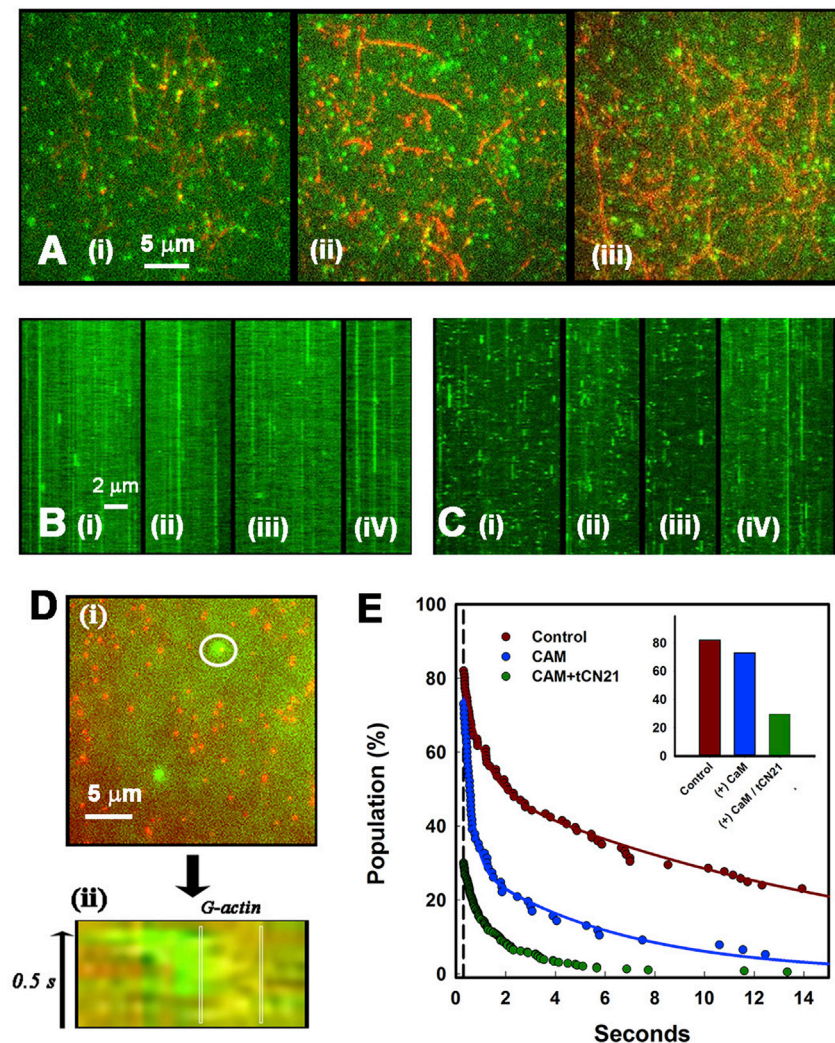 A (i) 5 μm (ii) (iii)
B (i) 2 μm (ii) (iii) (iV)
C (i) (ii) (iii) (iV)
D (i)
5 μm
(ii) G-actin
0.5 s
E
100
80
60
40
20
0
Population (%)
0 2 4 6 8 10 12 14
Seconds
Control
CAM
CAM+tCN21
80
60
40
20
0
Control
(+) CaM
(+) CaM / tCN21